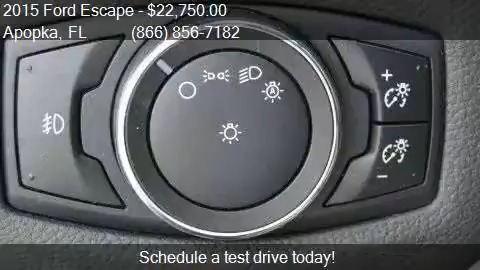 2015 Ford Escape - $22,750.00
Apopka, FL (866) 856-7182
A
+
-
Schedule a test drive today!